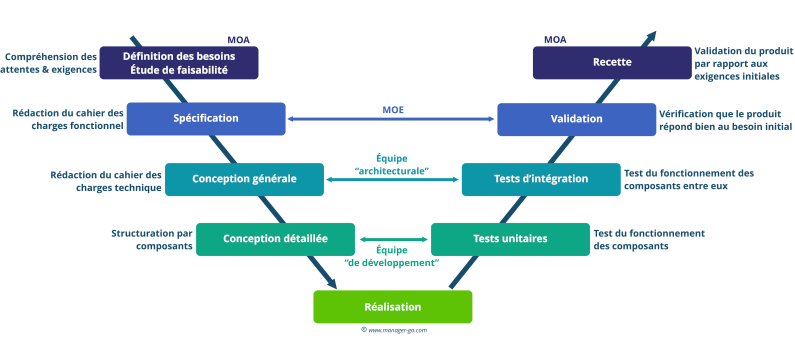 MOA
MOA
Compréhension des
attentes & exigences
Définition des besoins
Étude de faisabilité
Recette
Validation du produit
par rapport aux
exigences initiales
Rédaction du cahier des
charges fonctionnel
Spécification
MOE
Validation
Vérification que le produit
répond bien au besoin initial
Rédaction du cahier des
charges technique
Conception générale
Équipe
“architecturale”
Tests d’intégration
Test du fonctionnement des
composants entre eux
Structuration par
composants
Conception détaillée
Équipe
“de développement”
Tests unitaires
Test du fonctionnement
des composants
Réalisation
© www.manager-go.com